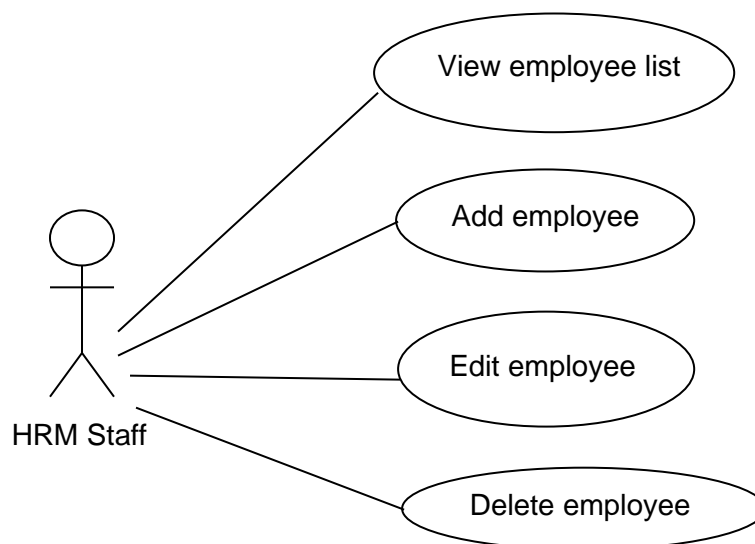 View employee list
Add employee
Edit employee
HRM Staff
Delete employee